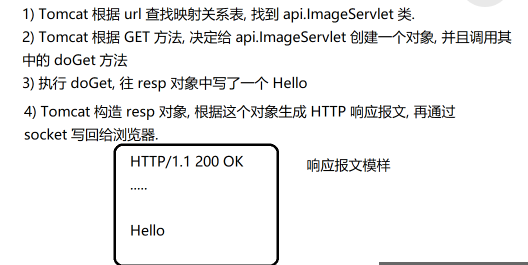 1) Tomcat 根据 url 查找映射关系表, 找到 api.ImageServlet 类.
2) Tomcat 根据 GET 方法, 决定给 api.ImageServlet 创建一个对象, 并且调用其
中的 doGet 方法
3) 执行 doGet, 往 resp 对象中写了一个 Hello
4) Tomcat 构造 resp 对象, 根据这个对象生成 HTTP 响应报文, 再通过
socket 写回给浏览器.
HTTP/1.1 200 OK
响应报文模样
.....
Hello